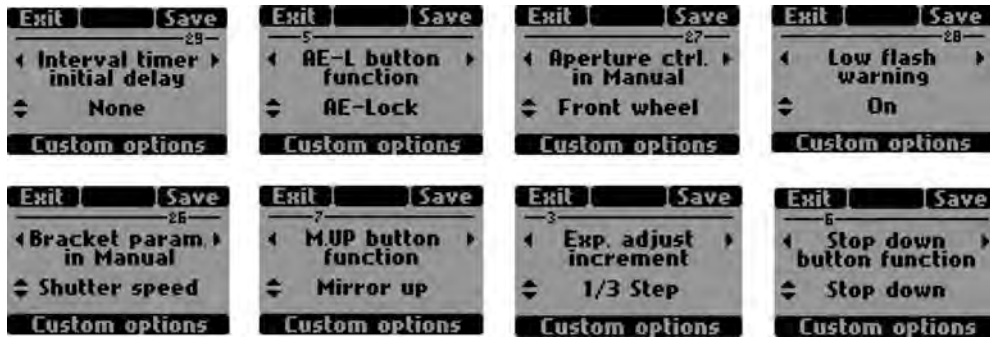 Exit Save
29
Interval timer
initial delay
None
Custom options
Exit Save
5
AE-L button
function
AE-Lock
Custom options
Exit Save
27
Aperture ctrl.
in Manual
Front wheel
Custom options
Exit Save
28
Low flash
warning
On
Custom options
Exit Save
26
Bracket param.
in Manual
Shutter speed
Custom options
Exit Save
7
M.UP button
function
Mirror up
Custom options
Exit Save
3
Exp. adjust
increment
1/3 Step
Custom options
Exit Save
6
Stop down
button function
Stop down
Custom options